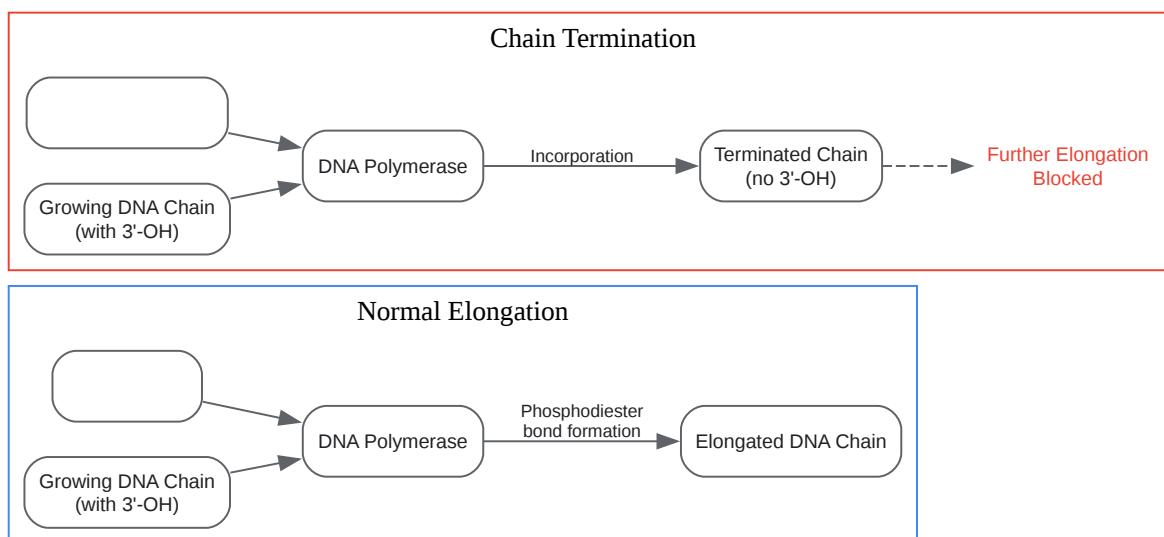 Chain Termination
DNA Polymerase
Incorporation
Terminated Chain
(no 3'-OH)
Further Elongation
Blocked
Growing DNA Chain
(with 3'-OH)
Normal Elongation
DNA Polymerase
Phosphodiester
bond formation
Elongated DNA Chain
Growing DNA Chain
(with 3'-OH)